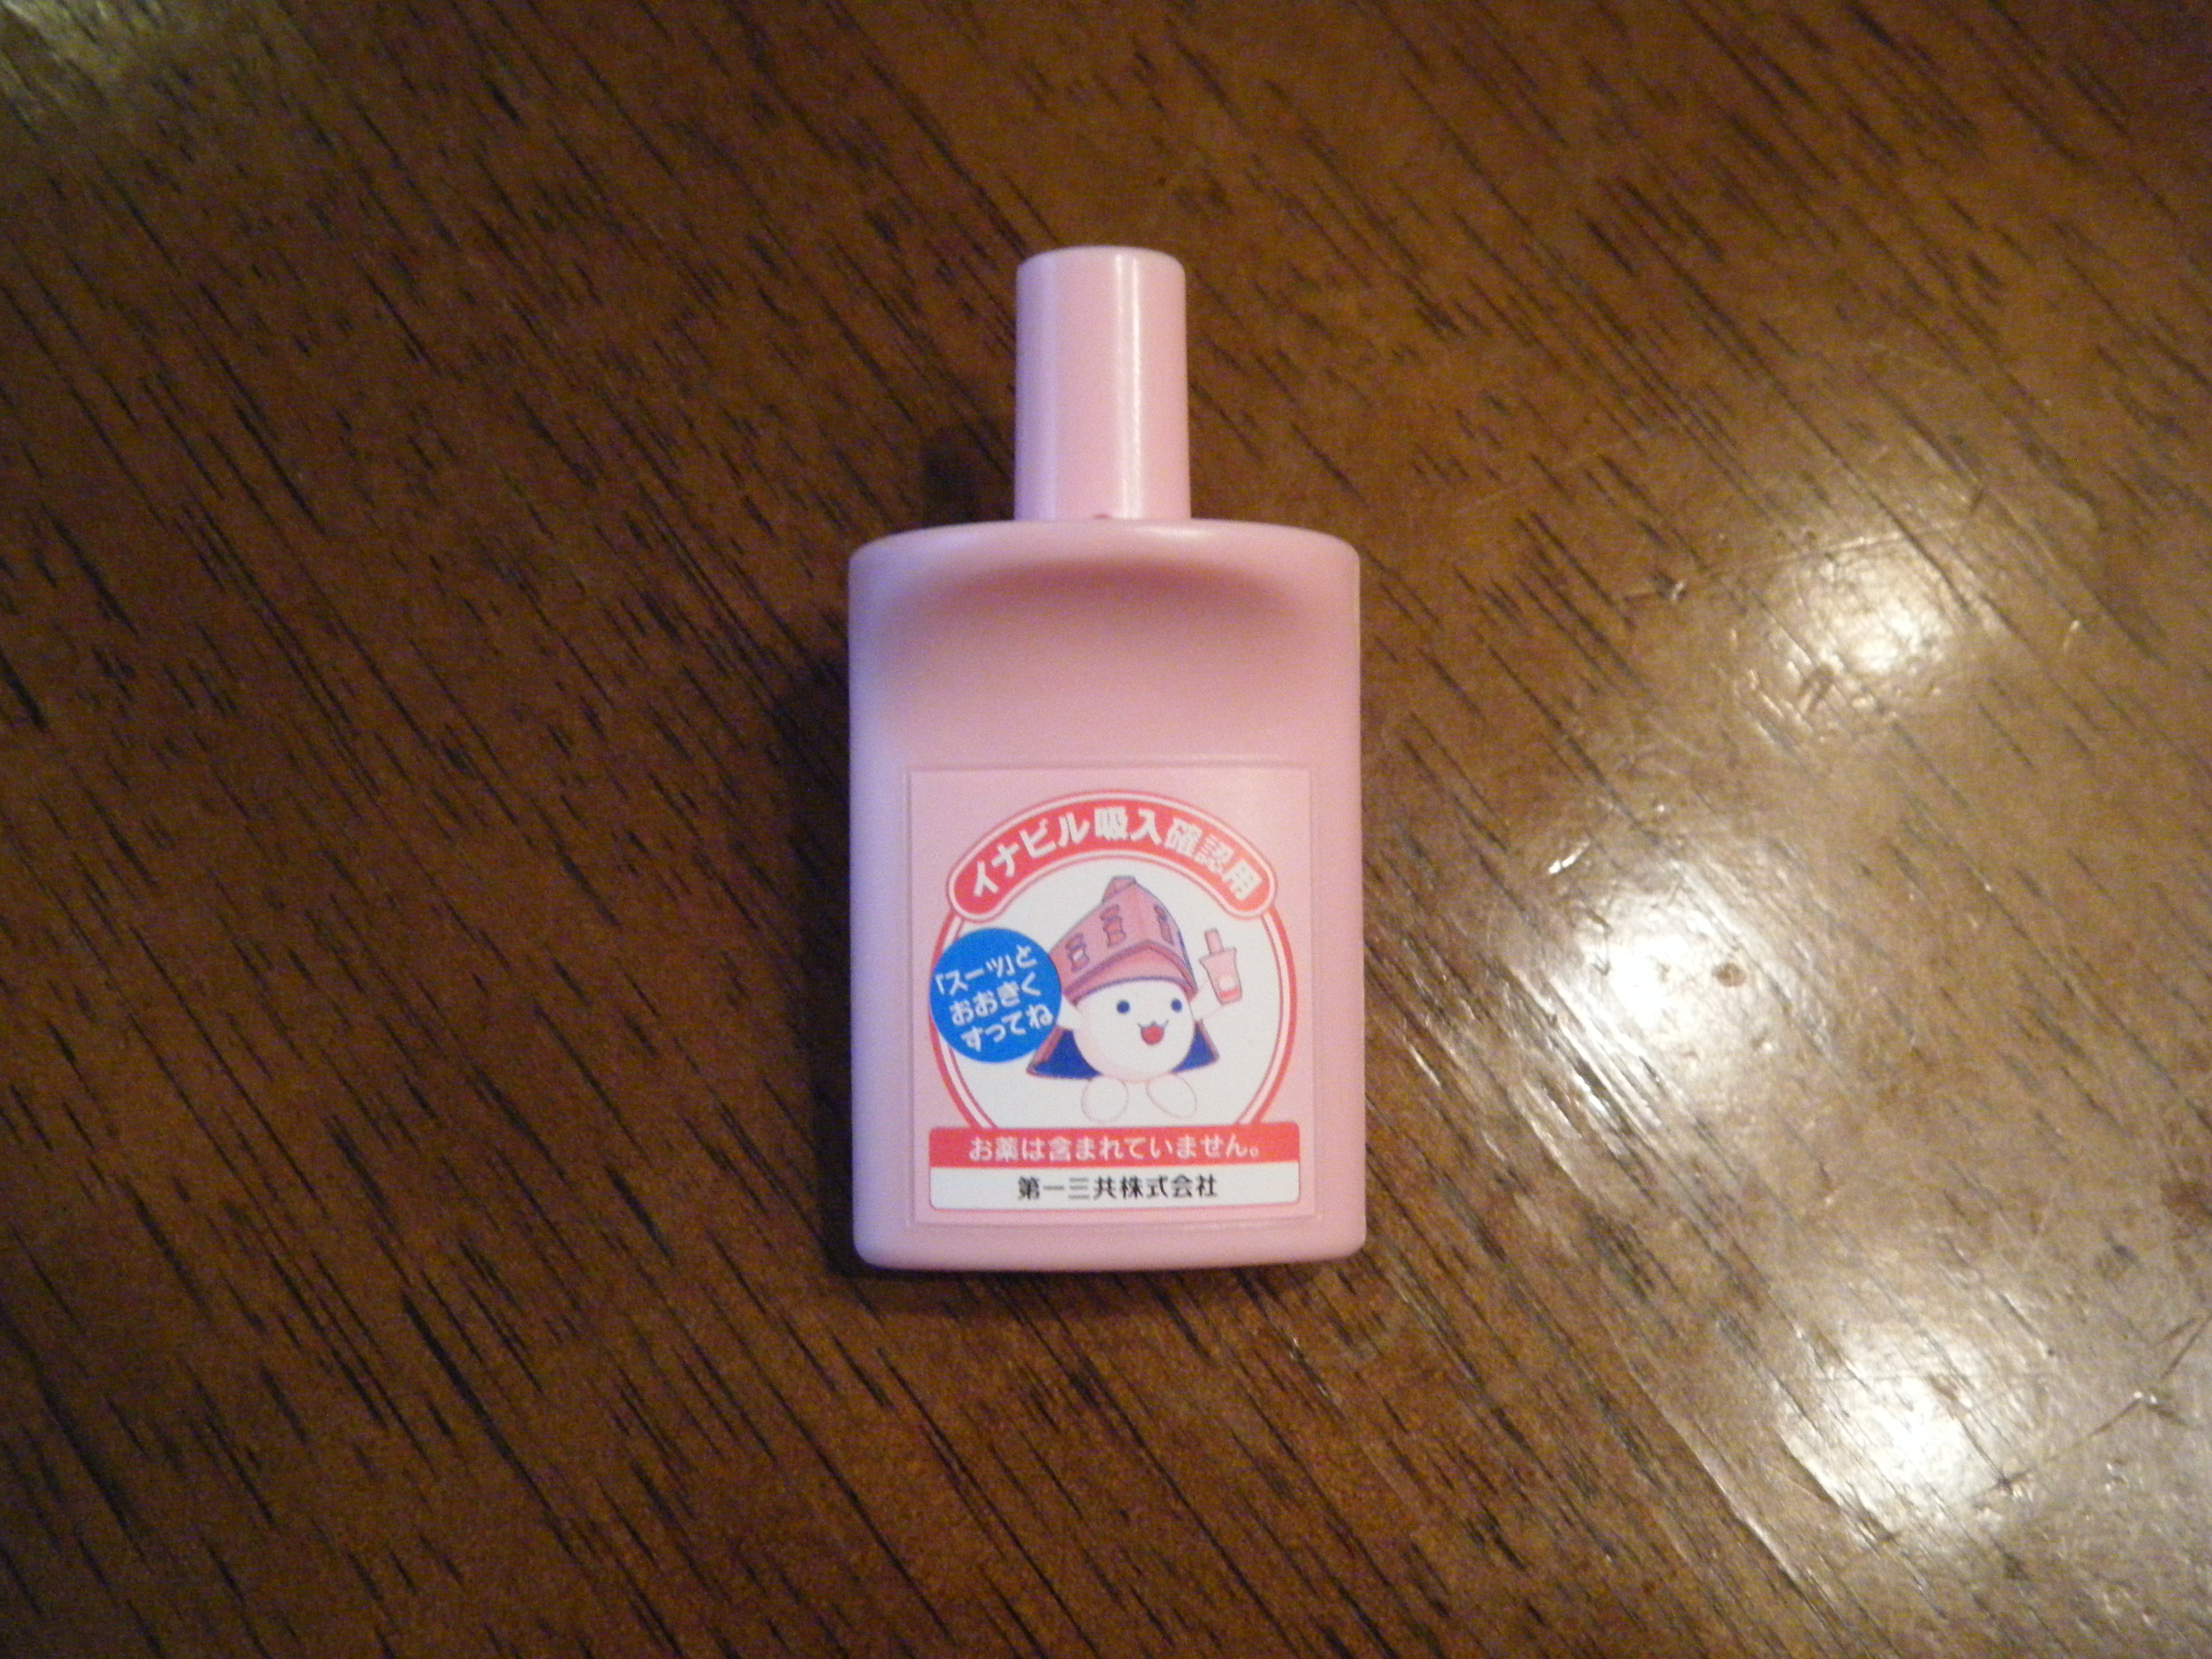 イナビル吸入確認用
「スーッ」と
おおきく
すってね
お薬は含まれていません。
第一三共株式会社